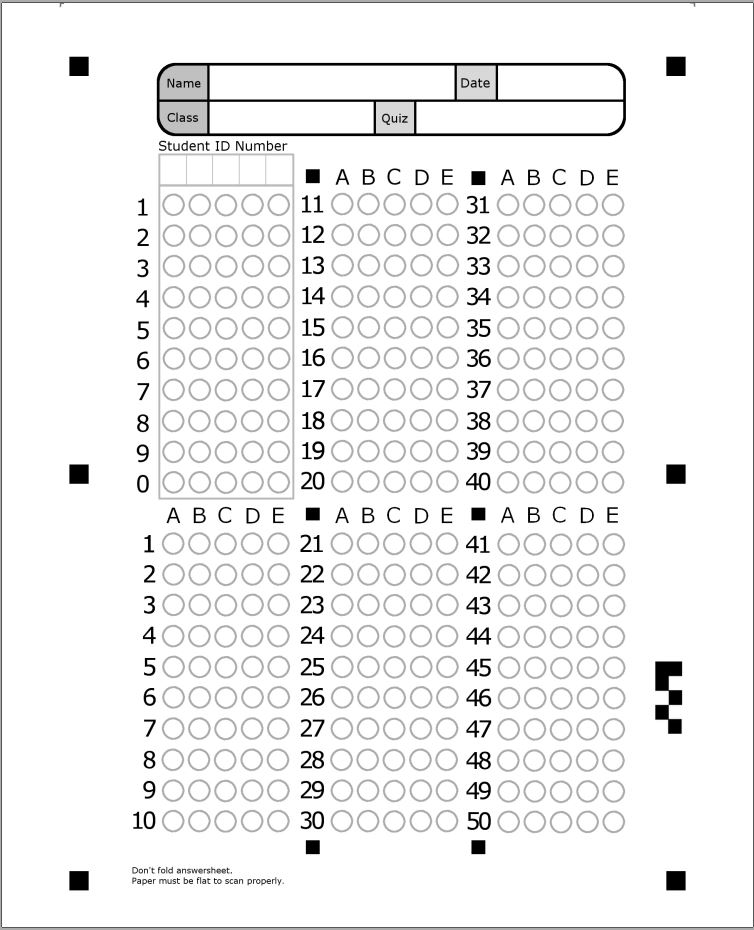 Name Date
Class Quiz
Student ID Number
A B C D E A B C D E
1 11 31
2 12 32
3 13 33
4 14 34
5 15 35
6 16 36
7 17 37
8 18 38
9 19 39
0 20 40
A B C D E A B C D E A B C D E
1 21 41
2 22 42
3 23 43
4 24 44
5 25 45
6 26 46
7 27 47
8 28 48
9 29 49
10 30 50
Don't fold answersheet.
Paper must be flat to scan properly.